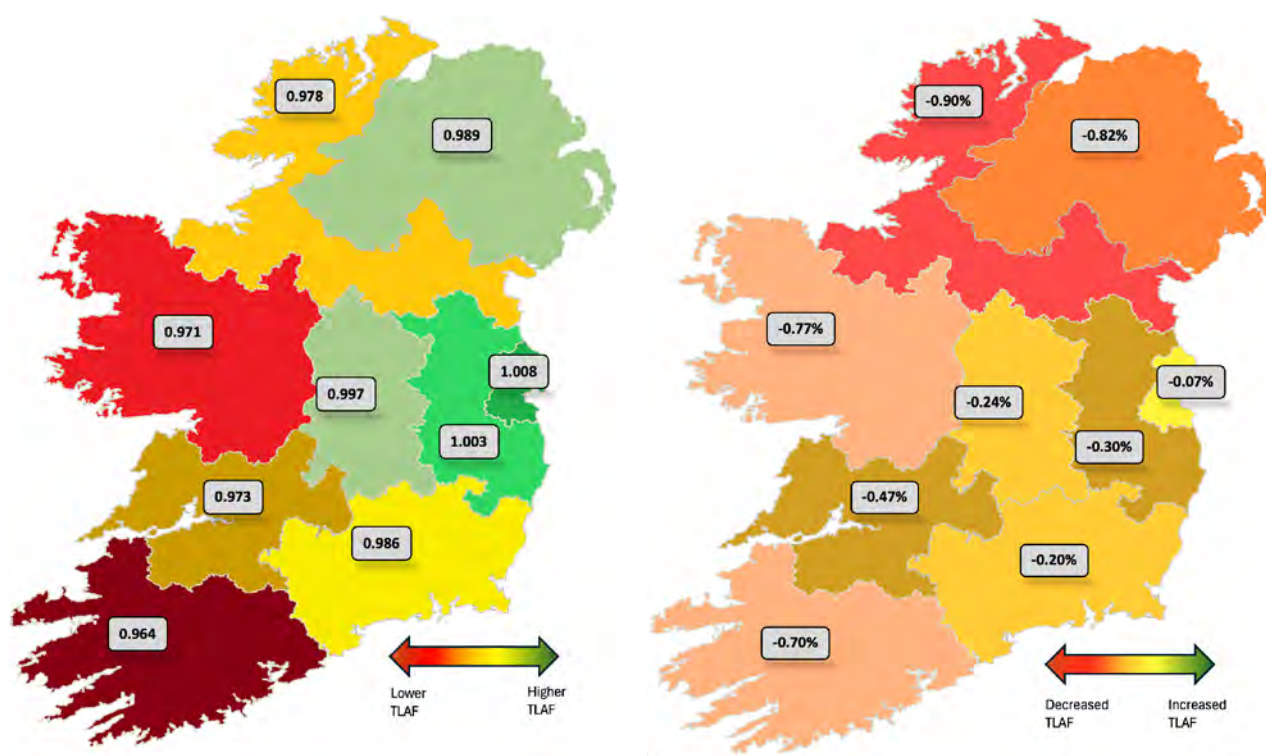 0.978
0.989
0.971
1.008
0.997
1.003
0.973
0.986
0.964
Lower
TLAF
Higher
TLAF
-0.90%
-0.82%
-0.77%
-0.07%
-0.24%
-0.30%
-0.47%
-0.20%
-0.70%
Decreased
TLAF
Increased
TLAF